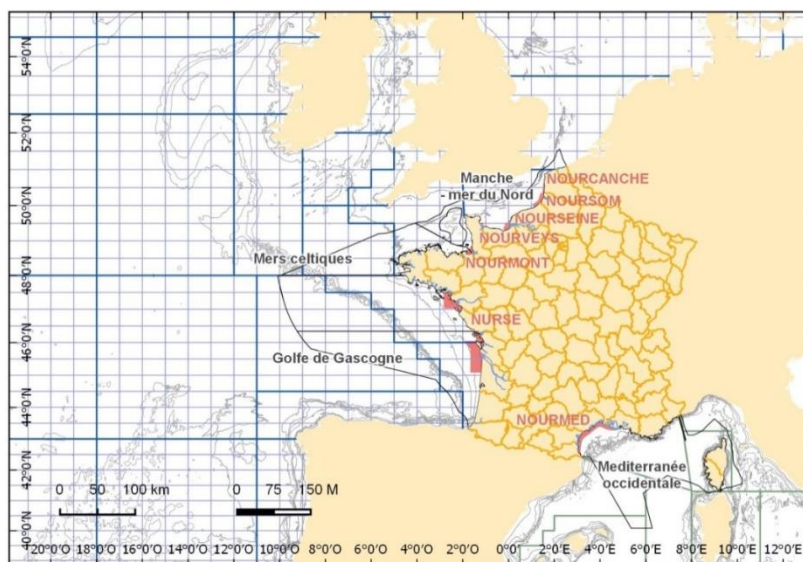 54°0'N
52°0'N
50°0'N
48°0'N
46°0'N
44°0'N
42°0'N
40°0'N
Manche
- mer du Nord
NOURCANCHE
NOURSOM
NOURSEINE
NOURVEYS
NOURMONT
Mers celtiques
NURSE
Golfe de Gascogne
NOURMED
Mediterranée
occidentale
0 50 100 km
0 75 150 M
20°0'O 18°0'O 16°0'O 14°0'O 12°0'O 10°0'O 8°0'O 6°0'O 4°0'O 2°0'O 0°0'E 2°0'E 4°0'E 6°0'E 8°0'E 10°0'E 12°0'E